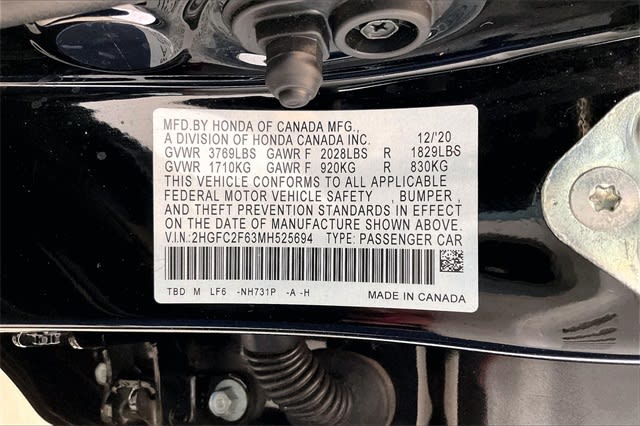 MFD.BY HONDA OF CANADA MFG.,
A DIVISION OF HONDA CANADA INC. 12/'20
GVWR 3769LBS GAWR F 2028LBS R 1829LBS
GVWR 1710KG GAWR F 920KG R 830KG
THIS VEHICLE CONFORMS TO ALL APPLICABLE
FEDERAL MOTOR VEHICLE SAFETY , BUMPER ,
AND THEFT PREVENTION STANDARDS IN EFFECT
ON THE DATE OF MANUFACTURE SHOWN ABOVE.
V.I.N.:2HGFC2F63MH525694 TYPE: PASSENGER CAR
TBD M LF6 -NH731P -A -H MADE IN CANADA